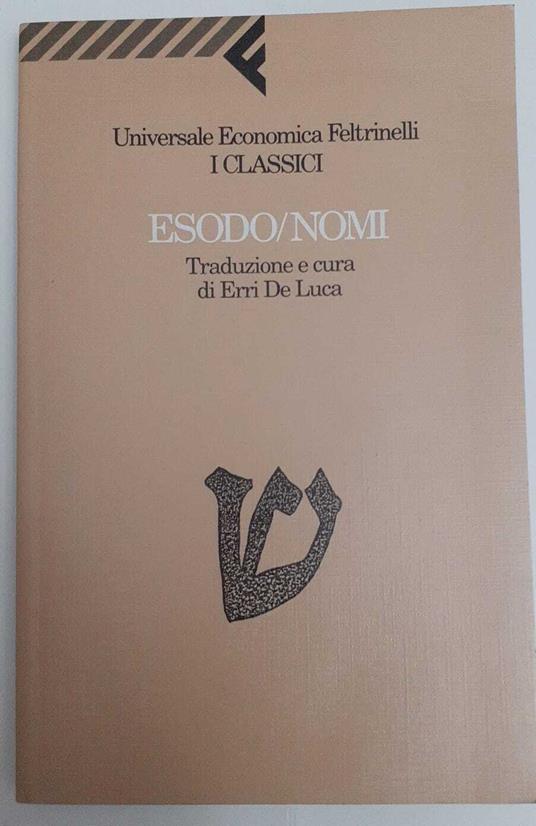 Universale Economica Feltrinelli
I CLASSICI
ESODO/NOMI
Traduzione e cura
di Erri De Luca
ש